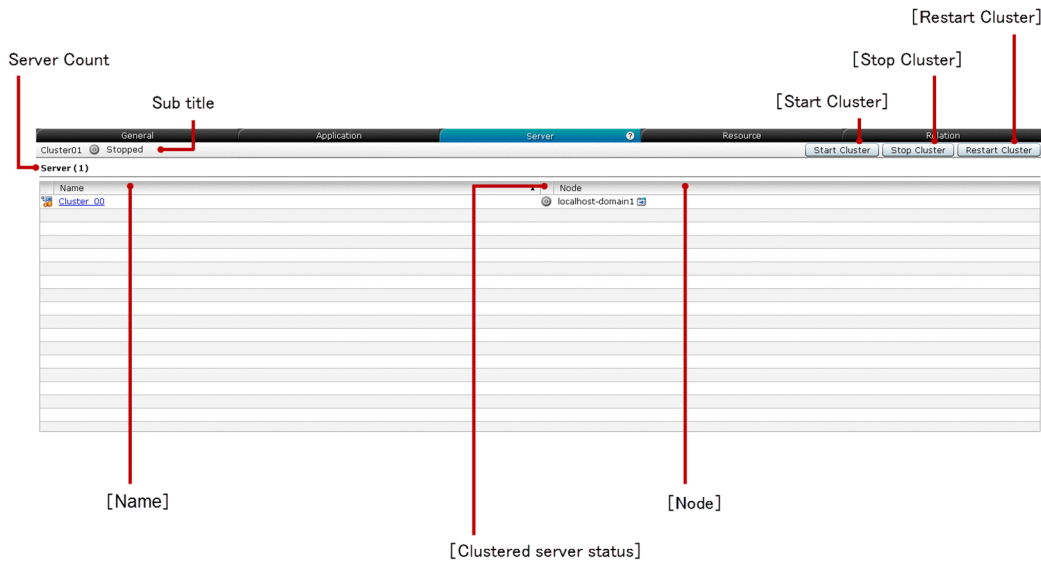 [Restart Cluster]
Server Count
[Stop Cluster]
Sub title
[Start Cluster]
General Application Server ? Resource Relation
Cluster01 Stopped Start Cluster Stop Cluster Restart Cluster
Server (1)
Name ▲ Node
Cluster_00 localhost-domain1
[Name]
[Node]
[Clustered server status]